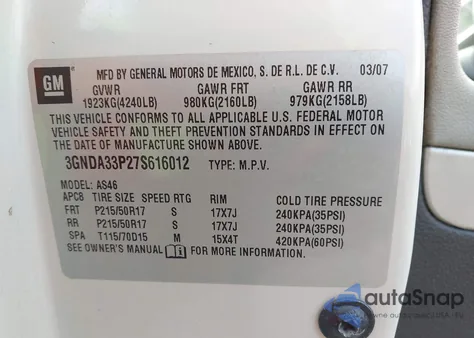 GM
MFD BY GENERAL MOTORS DE MEXICO, S. DE R.L. DE C.V. 03/07
GVWR GAWR FRT GAWR RR
1923KG(4240LB) 980KG(2160LB) 979KG(2158LB)
THIS VEHICLE CONFORMS TO ALL APPLICABLE U.S. FEDERAL MOTOR
VEHICLE SAFETY AND THEFT PREVENTION STANDARDS IN EFFECT ON
THE DATE OF MANUFACTURE SHOWN ABOVE.
3GNDA33P27S616012 TYPE: M.P.V.
MODEL: AS46
APC8 TIRE SIZE SPEED RTG RIM COLD TIRE PRESSURE
FRT P215/50R17 S 17X7J 240KPA(35PSI)
RR P215/50R17 S 17X7J 240KPA(35PSI)
SPA T115/70D15 M 15X4T 420KPA(60PSI)
SEE OWNER'S MANUAL FOR MORE INFORMATION.
autoSnap